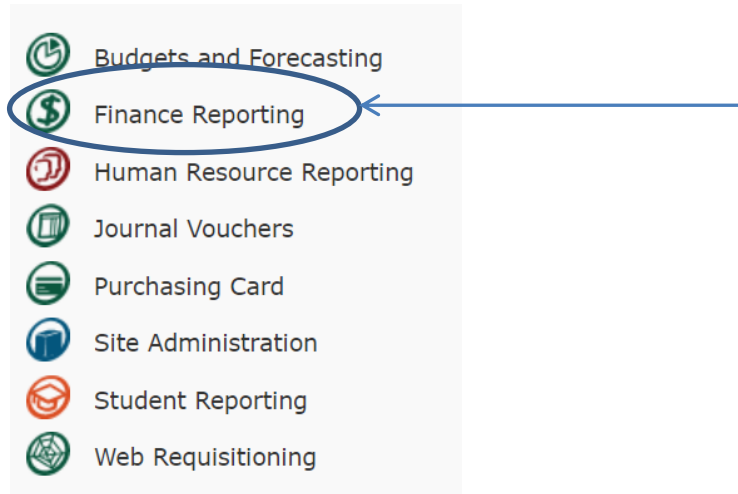 Budgets and Forecasting
Finance Reporting
Human Resource Reporting
Journal Vouchers
Purchasing Card
Site Administration
Student Reporting
Web Requisitioning